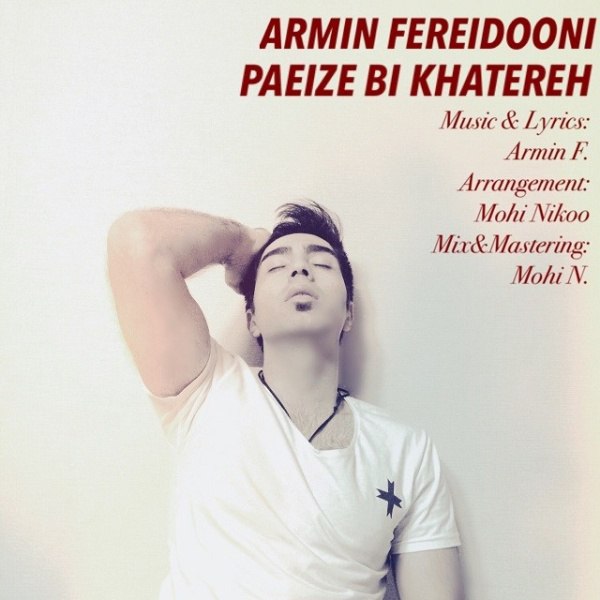 ARMIN FEREIDOONI
PAEIZE BI KHATEREH
Music & Lyrics:
Armin F.
Arrangement:
Mohi Nikoo
Mix&Mastering:
Mohi N.